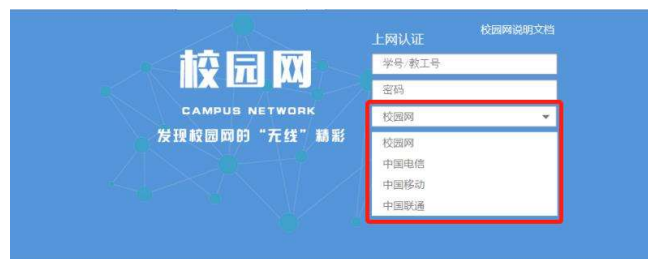 校园网说明文档
上网认证
校园网
CAMPUS NETWORK
发现校园网的“无线”精彩
学号/教工号
密码
校园网
校园网
中国电信
中国移动
中国联通